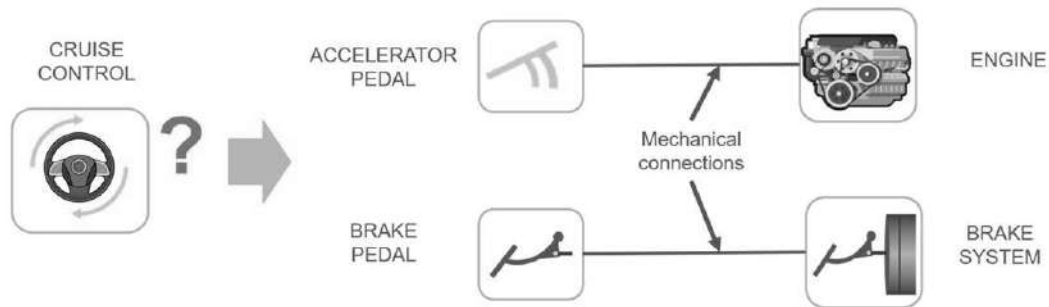 CRUISE
CONTROL
?
ACCELERATOR
PEDAL
ENGINE
Mechanical
connections
BRAKE
PEDAL
BRAKE
SYSTEM